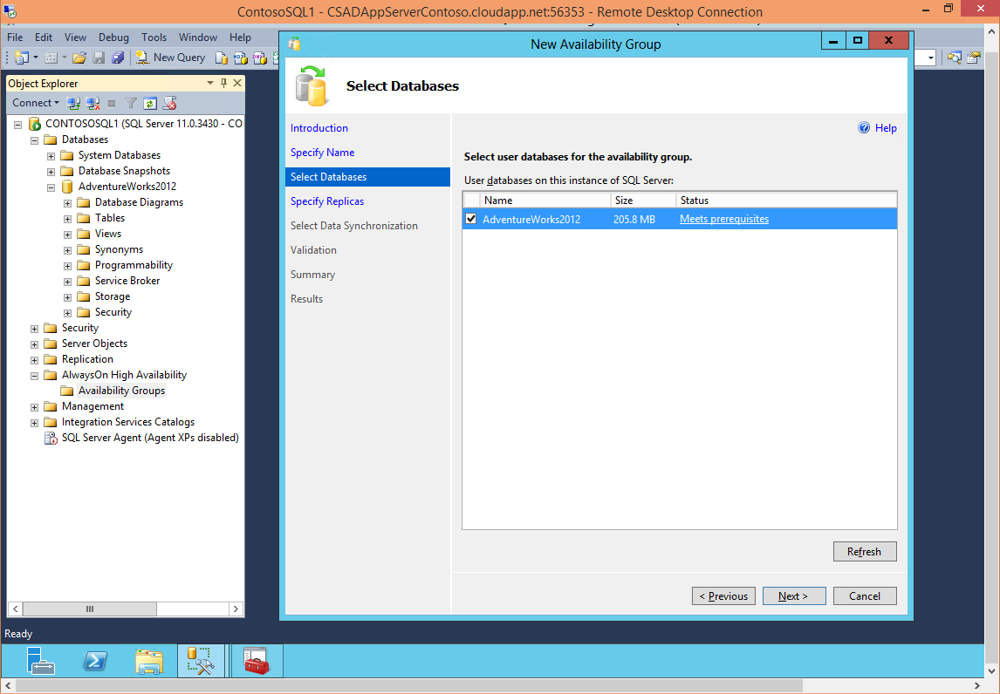 ContosoSQL1 - CSADAppServerContoso.cloudapp.net:56353 - Remote Desktop Connection
File Edit View Debug Tools Window Help
New Query
Object Explorer
Connect
CONTOSOSQL1 (SQL Server 11.0.3430 - CO
Databases
System Databases
Database Snapshots
AdventureWorks2012
Database Diagrams
Tables
Views
Synonyms
Programmability
Service Broker
Storage
Security
Security
Server Objects
Replication
AlwaysOn High Availability
Availability Groups
Management
Integration Services Catalogs
SQL Server Agent (Agent XPs disabled)
Ready
New Availability Group
Select Databases
Introduction
Specify Name
Select Databases
Specify Replicas
Select Data Synchronization
Validation
Summary
Results
Help
Select user databases for the availability group.
User databases on this instance of SQL Server:
Name Size Status
AdventureWorks2012 205.8 MB Meets prerequisites
Refresh
< Previous Next > Cancel